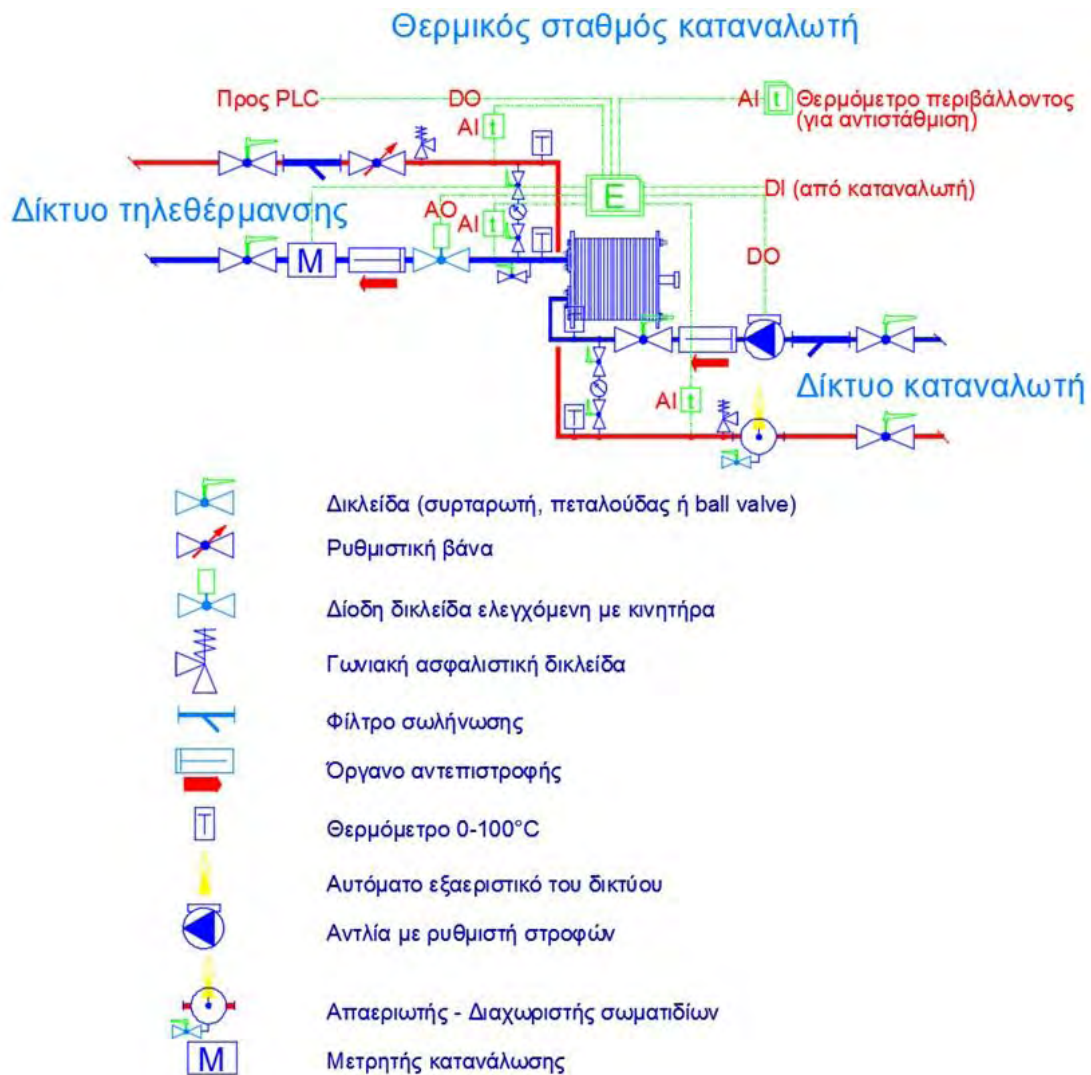 Θερμικός σταθμός καταναλωτή
Προς PLC
DO
AI
t
AI
t
Θερμόμετρο περιβάλλοντος
(για αντιστάθμιση)
T
Δίκτυο τηλεθέρμανσης
AO
AI
t
E
DI (από καταναλωτή)
T
M
DO
T
Δίκτυο καταναλωτή
AI
t
T
Δικλείδα (συρταρωτή, πεταλούδας ή ball valve)
Ρυθμιστική βάνα
Δίοδη δικλείδα ελεγχόμενη με κινητήρα
Γωνιακή ασφαλιστική δικλείδα
Φίλτρο σωλήνωσης
Όργανο αντεπιστροφής
T
Θερμόμετρο 0-100°C
Αυτόματο εξαεριστικό του δικτύου
Αντλία με ρυθμιστή στροφών
Απαεριωτής - Διαχωριστής σωματιδίων
M
Μετρητής κατανάλωσης